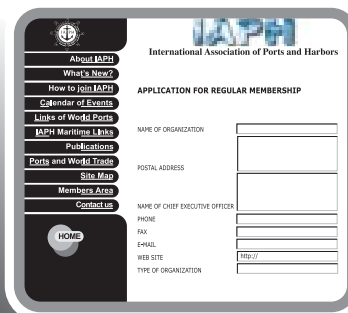 IAPH
International Association of Ports and Harbors
About IAPH
What's New?
How to join IAPH
Calendar of Events
Links of World Ports
IAPH Maritime Links
Publications
Ports and World Trade
Site Map
Members Area
Contact us
HOME
APPLICATION FOR REGULAR MEMBERSHIP
NAME OF ORGANIZATION
POSTAL ADDRESS
NAME OF CHIEF EXECUTIVE OFFICER
PHONE
FAX
E-MAIL
WEB SITE http://
TYPE OF ORGANIZATION